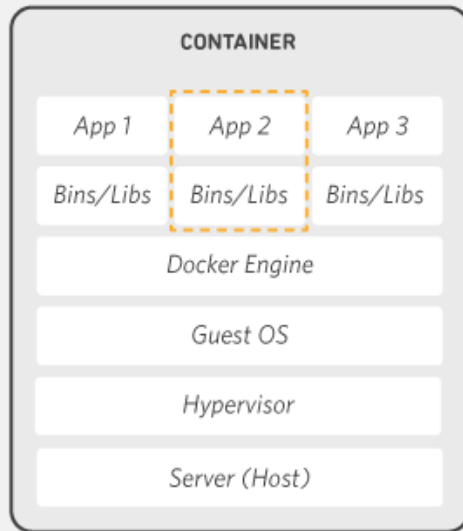 CONTAINER
App 1 App 2 App 3
Bins/Libs Bins/Libs Bins/Libs
Docker Engine
Guest OS
Hypervisor
Server (Host)